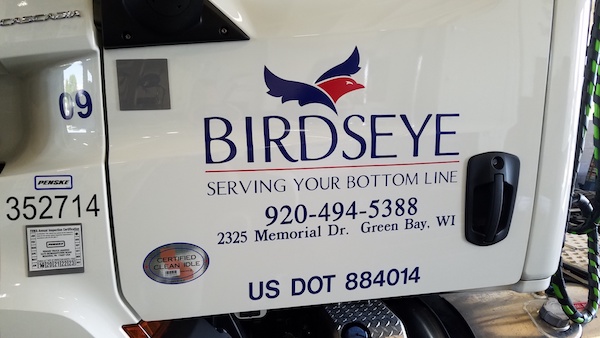 CASCADIA
09
BIRDSEYE
SERVING YOUR BOTTOM LINE
PENSKE
352714
920-494-5388
2325 Memorial Dr. Green Bay, WI
PENSKE
CERTIFIED
CLEAN IDLE
US DOT 884014